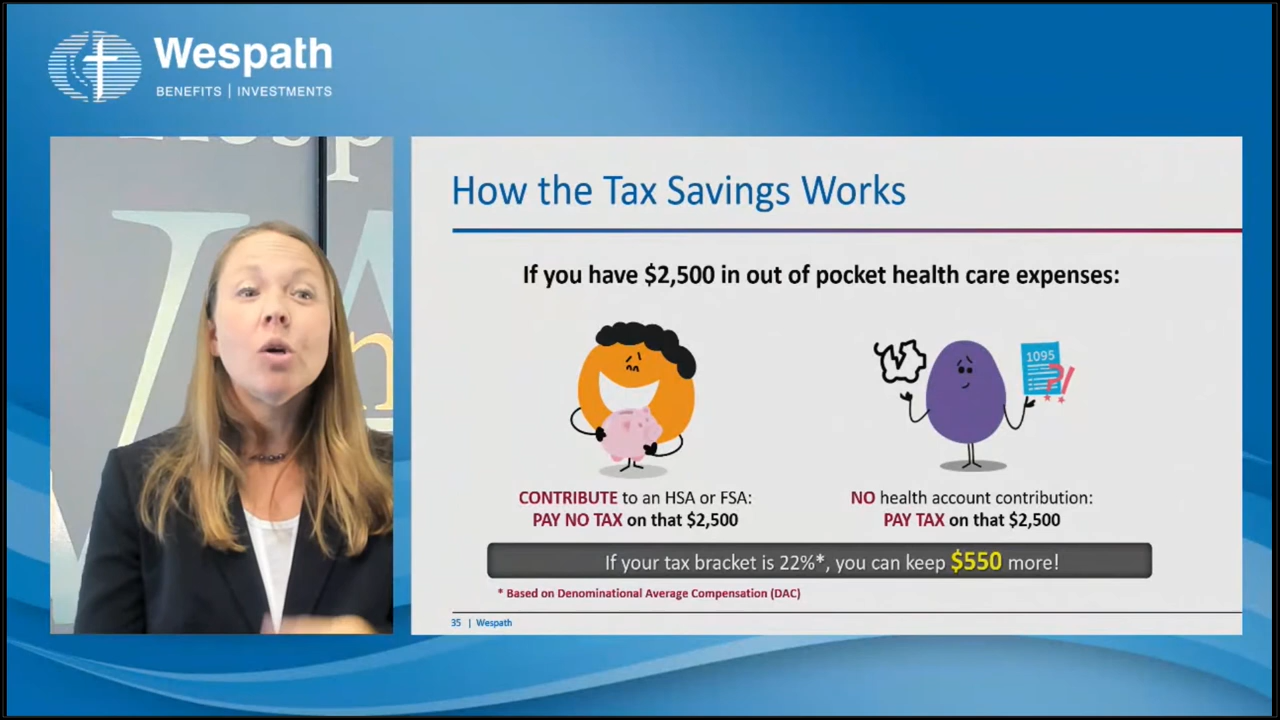 Wespath
BENEFITS | INVESTMENTS
How the Tax Savings Works
If you have $2,500 in out of pocket health care expenses:
1095
?!
CONTRIBUTE to an HSA or FSA:
PAY NO TAX on that $2,500
NO health account contribution:
PAY TAX on that $2,500
If your tax bracket is 22%*, you can keep $550 more!
* Based on Denominational Average Compensation (DAC)
35 | Wespath